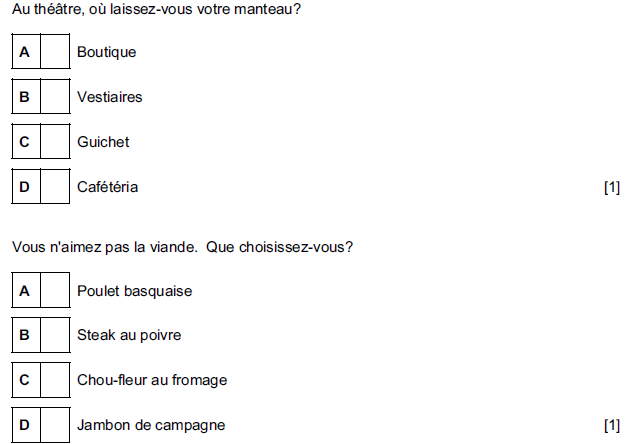 Au théâtre, où laissez-vous votre manteau?
A Boutique
B Vestiaires
C Guichet
D Cafétéria [1]
Vous n'aimez pas la viande. Que choisissez-vous?
A Poulet basquaise
B Steak au poivre
C Chou-fleur au fromage
D Jambon de campagne [1]